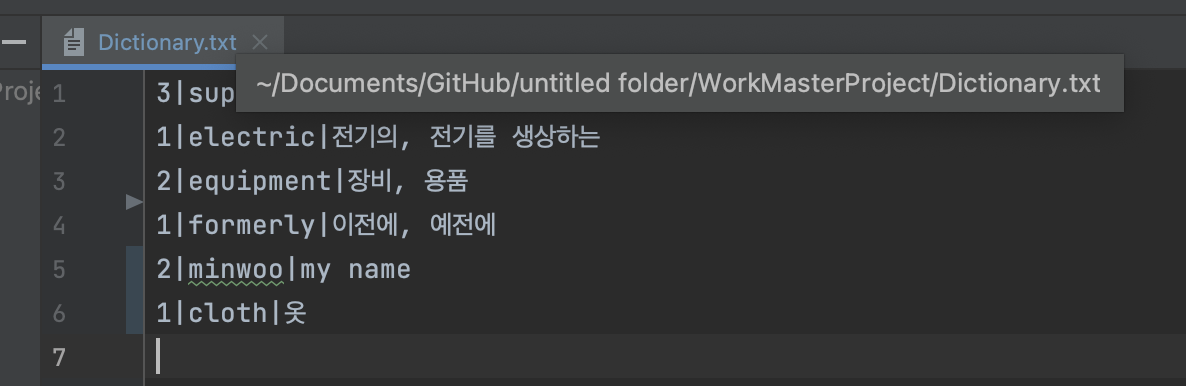 Dictionary.txt
~/Documents/GitHub/untitled folder/WorkMasterProject/Dictionary.txt
1 3|sup
2 1|electric|전기의, 전기를 생상하는
3 2|equipment|장비, 용품
4 1|formerly|이전에, 예전에
5 2|minwoo|my name
6 1|cloth|옷
7